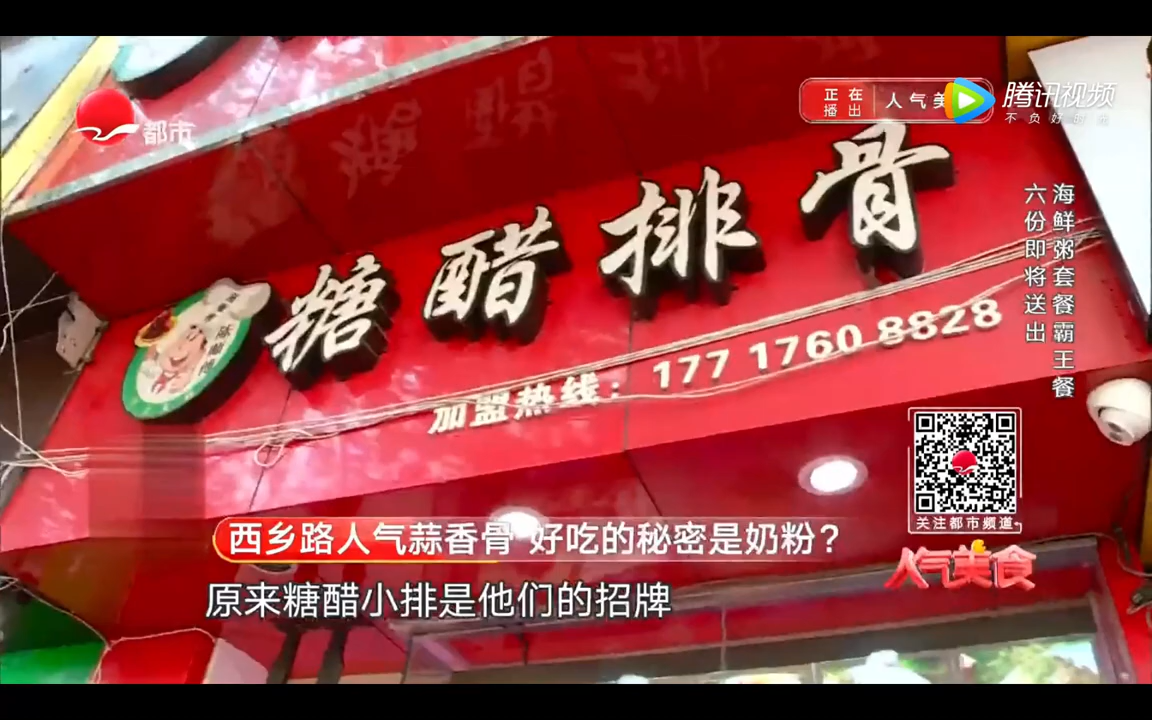 都市
正在播出
人气美
腾讯视频
不负好时光
糖醋排骨
加盟热线：177 1760 8828
海鲜粥套餐霸王餐
六份即将送出
关注都市频道
人气美食
西乡路人气蒜香骨 好吃的秘密是奶粉？
原来糖醋小排是他们的招牌